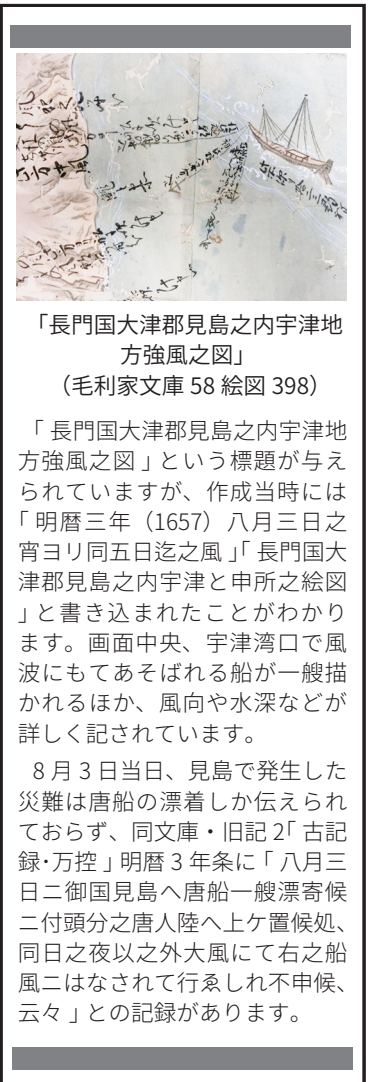 「長門国大津郡見島之内宇津地
方強風之図」
（毛利家文庫 58 絵図 398）
「 長門国大津郡見島之内宇津地
方強風之図 」という標題が与え
られていますが、作成当時には
「 明暦三年（1657）八月三日之
宵ヨリ同五日迄之風 」「 長門国大
津郡見島之内宇津と申所之絵図
」と書き込まれたことがわかり
ます。画面中央、宇津湾口で風
波にもてあそばれる船が一艘描
かれるほか、風向や水深などが
詳しく記されています。
8 月 3 日当日、見島で発生した
災難は唐船の漂着しか伝えられ
ておらず、同文庫・旧記 2「 古記
録･万控 」明暦 3 年条に「 八月三
日ニ御国見島へ唐船一艘漂寄候
ニ付頭分之唐人陸へ上ケ置候処、
同日之夜以之外大風にて右之船
風ニはなされて行ゑしれ不申候、
云々 」との記録があります。